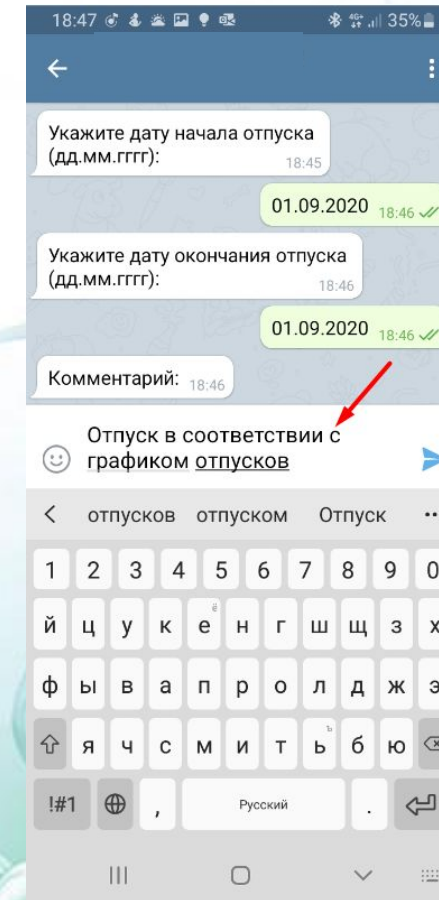 18:47 4G+ 35%
Укажите дату начала отпуска
(дд.мм.гггг):
18:45
01.09.2020 18:46
Укажите дату окончания отпуска
(дд.мм.гггг):
18:46
01.09.2020 18:46
Комментарий: 18:46
Отпуск в соответствии с
графиком отпусков
отпусков отпуском Отпуск
1 2 3 4 5 6 7 8 9 0
й ц у к е ё н г ш щ з х
ф ы в а п р о л д ж э
я ч с м и т ь ъ б ю
!#1 , Русский .